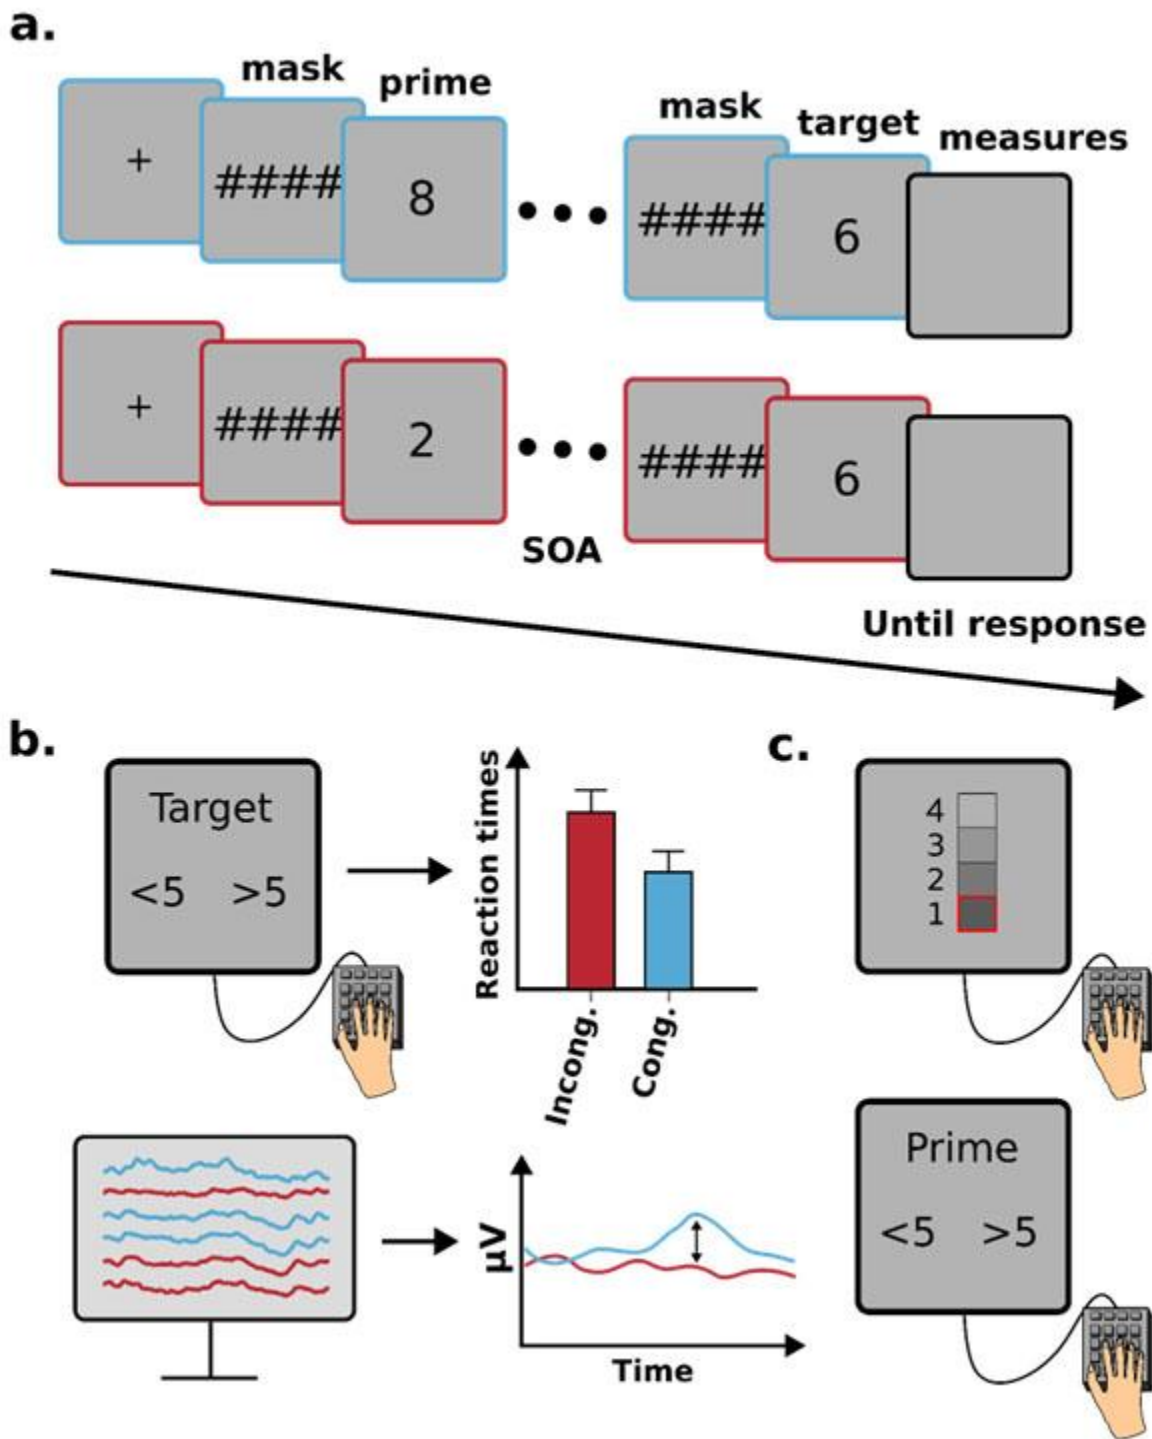 a.
mask
prime
mask
target
measures
+
####
8
####
6
+
####
2
####
6
SOA
Until response
b.
Target
<5 >5
Reaction times
Incong.
Cong.
µV
Time
c.
4
3
2
1
Prime
<5 >5